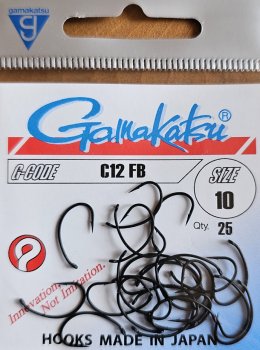 gamakatsu
g
Gamakatsu®
G-CODE
C12 FB
SIZE
10
Qty. 25
Innovation,
Not Imitation.
HOOKS MADE IN JAPAN